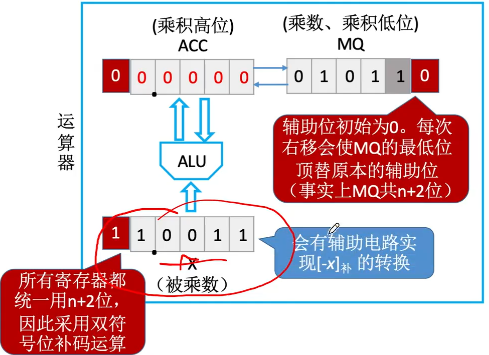 (乘积高位)
ACC
(乘数、乘积低位)
MQ
0 0 0 0 0 0
0 1 0 1 1 0
运算器
ALU
辅助位初始为0。每次
右移会使MQ的最低位
顶替原本的辅助位
(事实上MQ共n+2位)
1 1 0 0 1 1
X
(被乘数)
会有辅助电路实
现[-x]补 的转换
所有寄存器都
统一用n+2位，
因此采用双符
号位补码运算